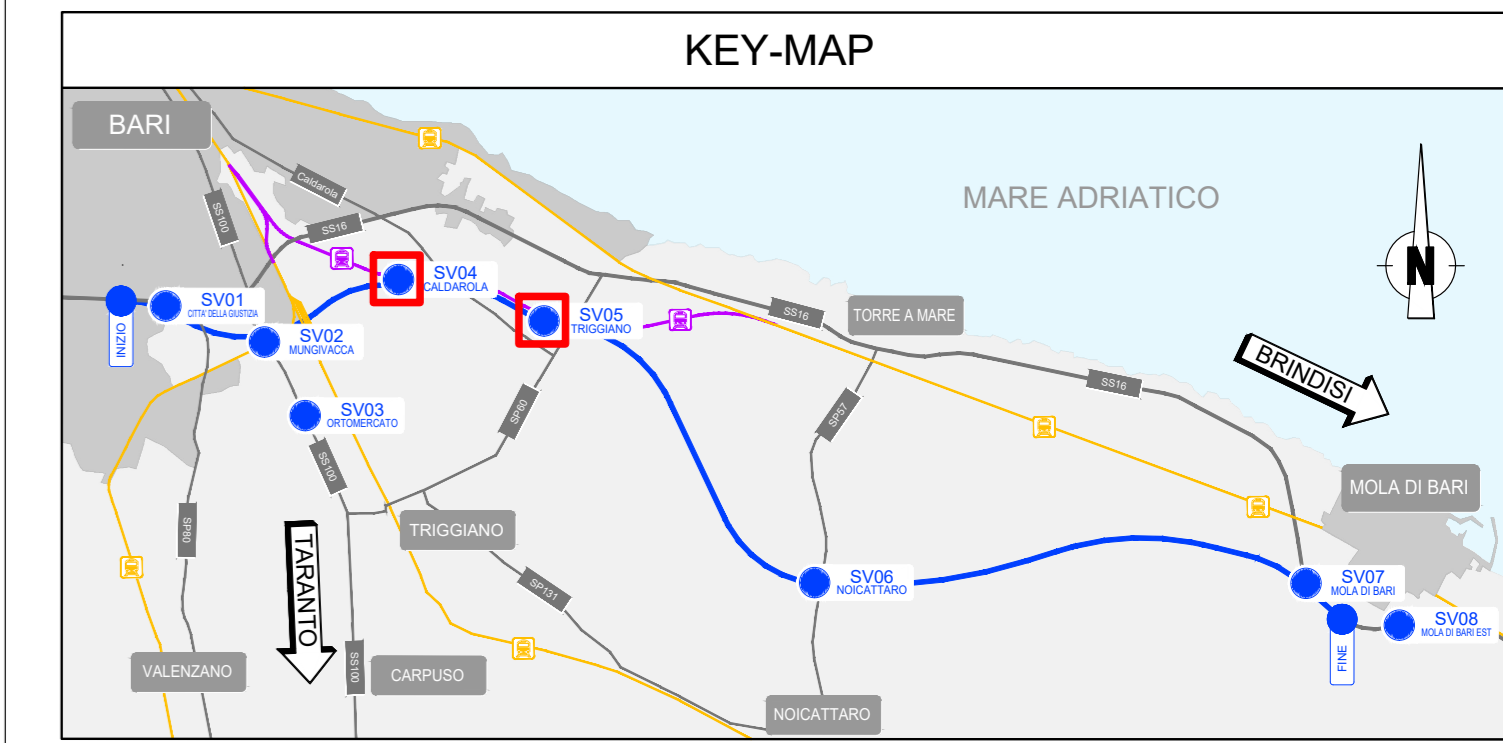 KEY-MAP
BARI
MARE ADRIATICO
Caldarola
SS100
SS16
N
SV04
CALDAROLA
SV01
CITTA' DELLA GIUSTIZIA
SV05
TRIGGIANO
SS16
TORRE A MARE
INIZIO
SV02
MUNGIVACCA
BRINDISI
SS16
SV03
ORTOMERCATO
SP60
SP57
SS100
MOLA DI BARI
SP80
TRIGGIANO
TARANTO
SP131
SV06
NOICATTARO
SV07
MOLA DI BARI
SV08
MOLA DI BARI EST
FINE
VALENZANO
SS100
CARPUSO
NOICATTARO